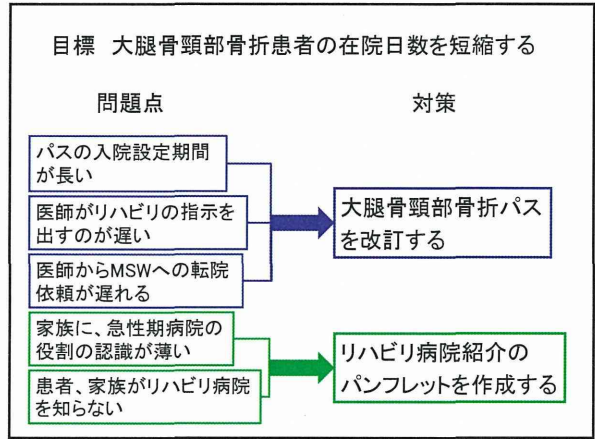 目標 大腿骨頸部骨折患者の在院日数を短縮する
問題点
対策
パスの入院設定期間
が長い
医師がリハビリの指示を
出すのが遅い
医師からMSWへの転院
依頼が遅れる
大腿骨頸部骨折パス
を改訂する
家族に、急性期病院の
役割の認識が薄い
患者、家族がリハビリ病院
を知らない
リハビリ病院紹介の
パンフレットを作成する